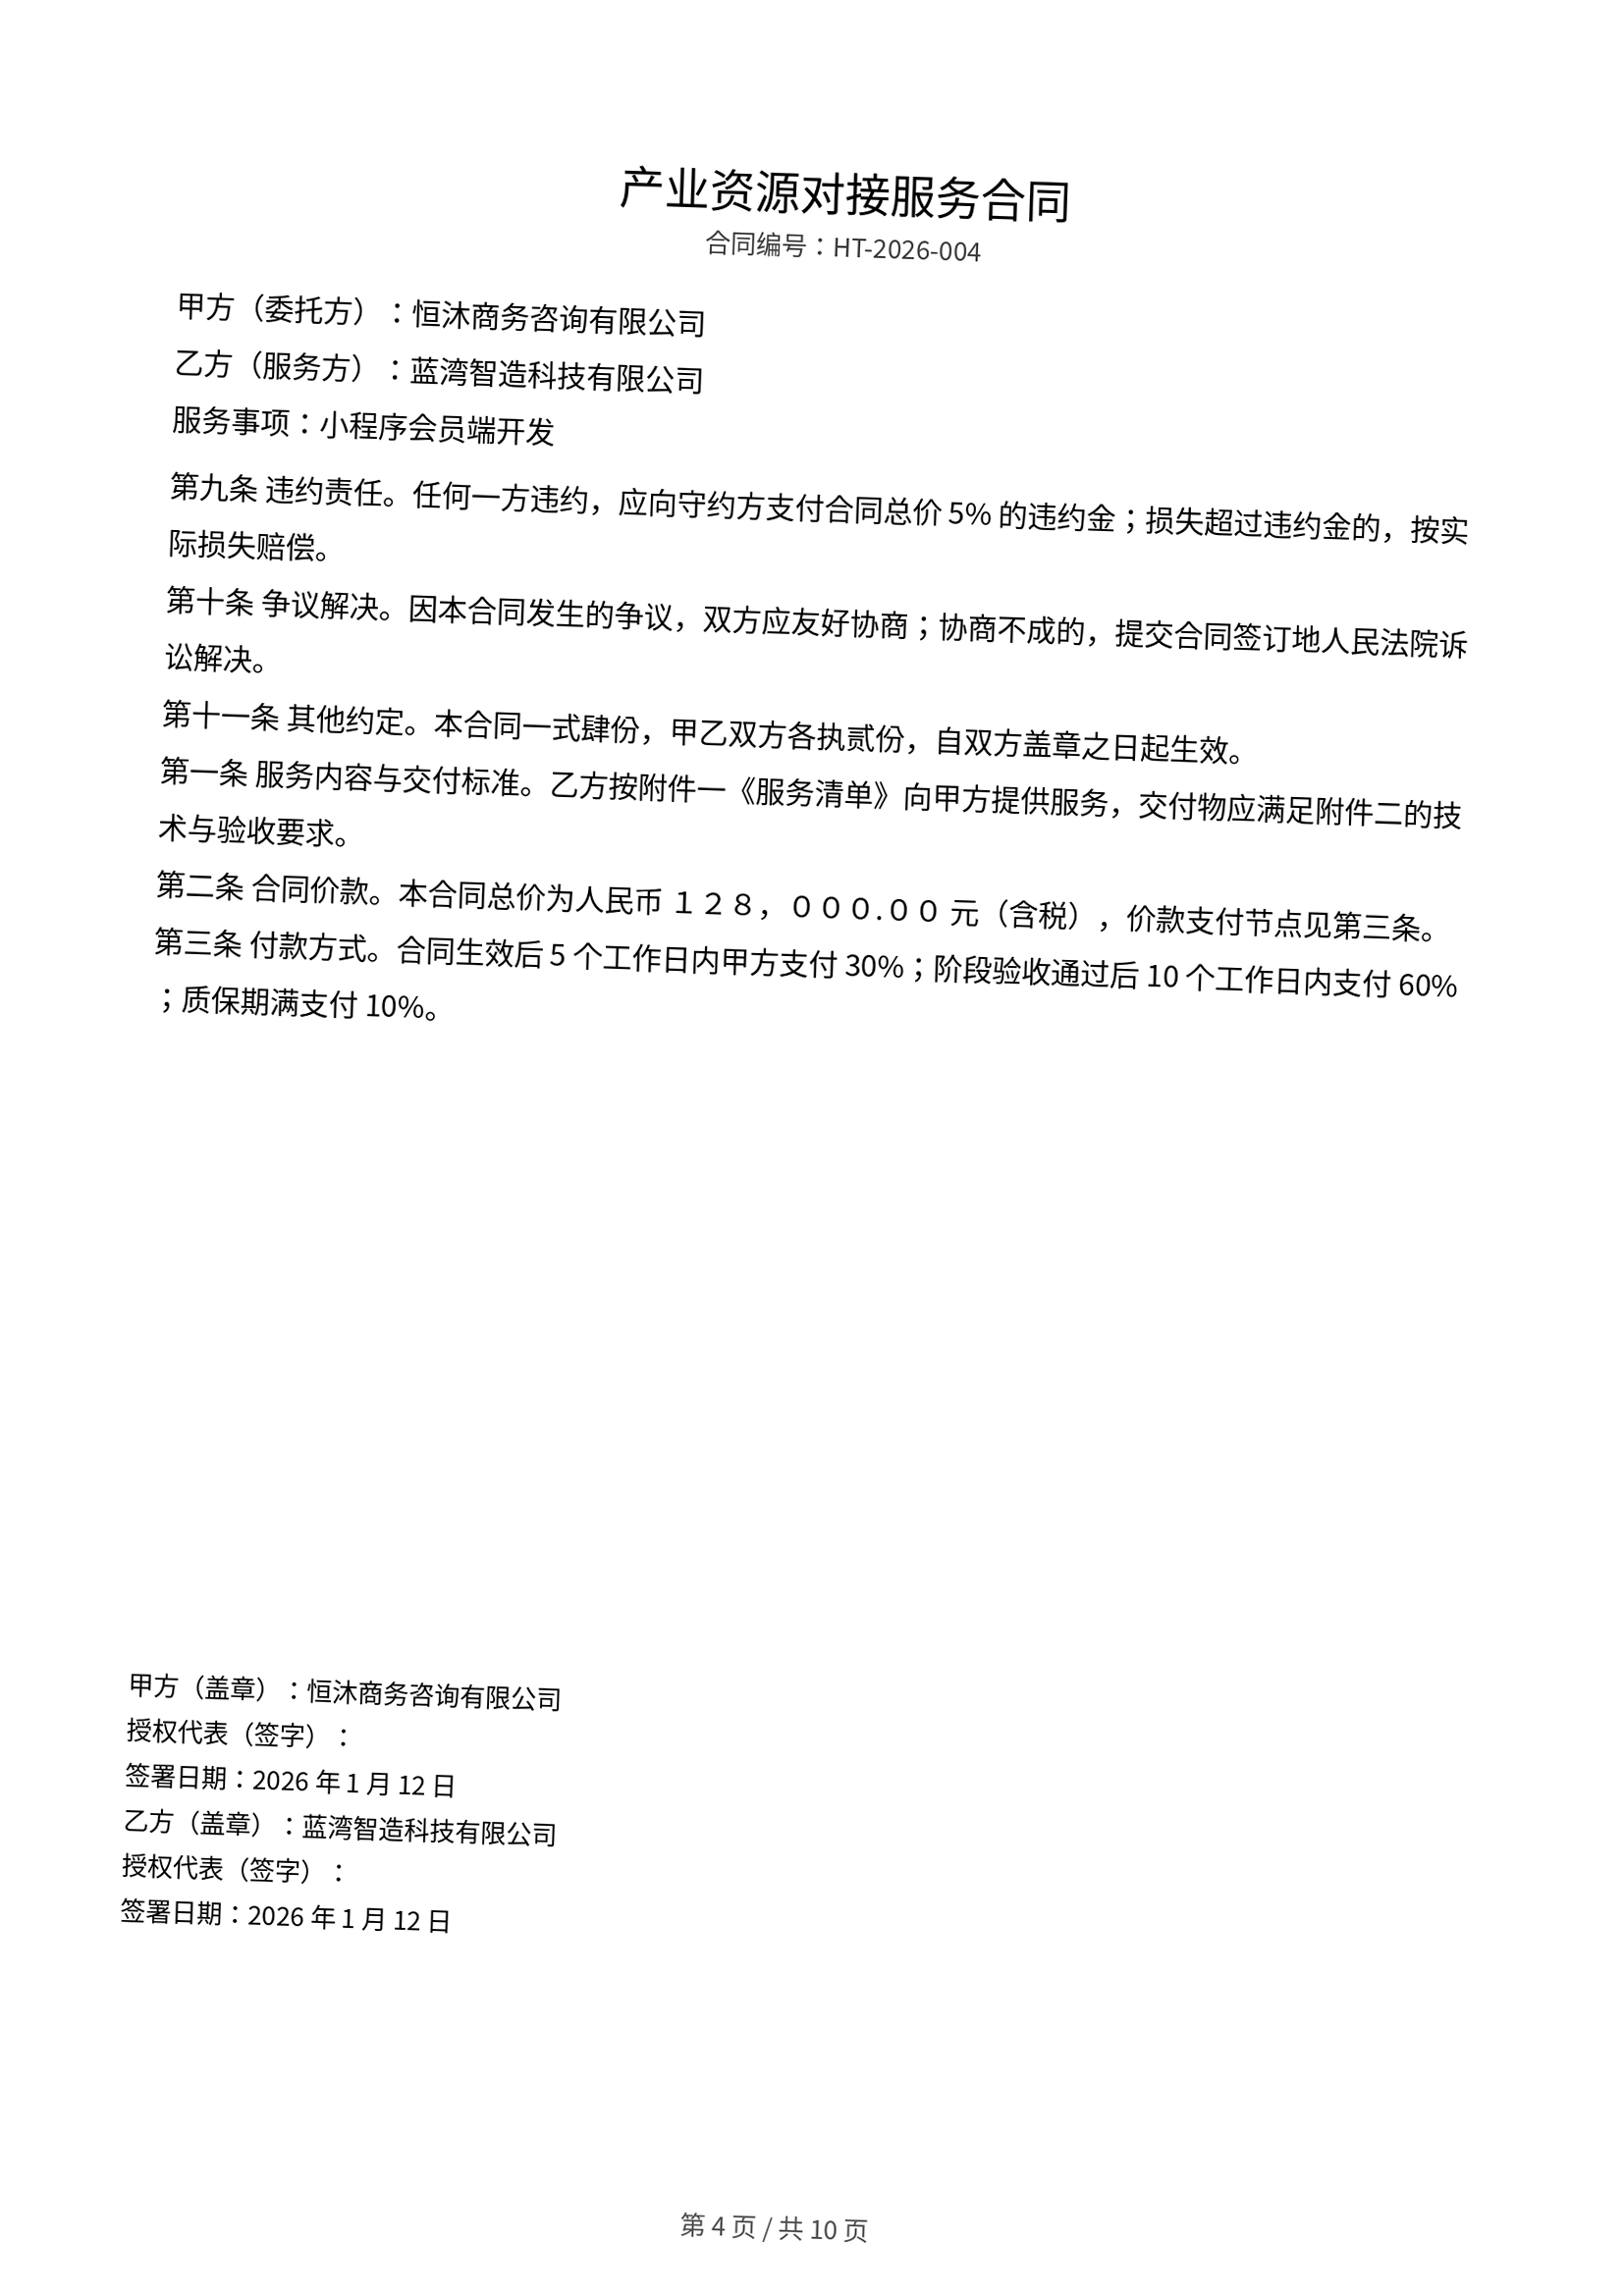 产业资源对接服务合同
合同编号：HT-2026-004
甲方（委托方）：恒沐商务咨询有限公司
乙方（服务方）：蓝湾智造科技有限公司
服务事项：小程序会员端开发
第九条 违约责任。任何一方违约，应向守约方支付合同总价 5% 的违约金；损失超过违约金的，按实
际损失赔偿。
第十条 争议解决。因本合同发生的争议，双方应友好协商；协商不成的，提交合同签订地人民法院诉
讼解决。
第十一条 其他约定。本合同一式肆份，甲乙双方各执贰份，自双方盖章之日起生效。
第一条 服务内容与交付标准。乙方按附件一《服务清单》向甲方提供服务，交付物应满足附件二的技
术与验收要求。
第二条 合同价款。本合同总价为人民币 １２８，０００.００ 元（含税），价款支付节点见第三条。
第三条 付款方式。合同生效后 5 个工作日内甲方支付 30%；阶段验收通过后 10 个工作日内支付 60%
；质保期满支付 10%。
甲方（盖章）：恒沐商务咨询有限公司
授权代表（签字）：
签署日期：2026 年 1 月 12 日
乙方（盖章）：蓝湾智造科技有限公司
授权代表（签字）：
签署日期：2026 年 1 月 12 日
第 4 页 / 共 10 页